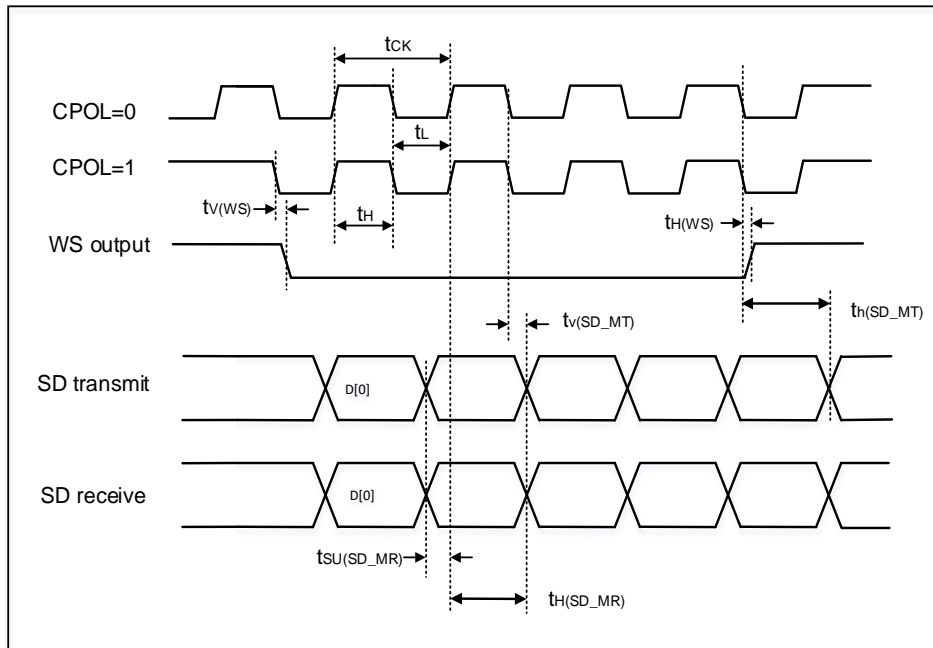 tCK
CPOL=0
tL
CPOL=1
tV(WS)
tH
tH(WS)
WS output
tv(SD_MT)
th(SD_MT)
SD transmit
D[0]
SD receive
D[0]
tSU(SD_MR)
tH(SD_MR)